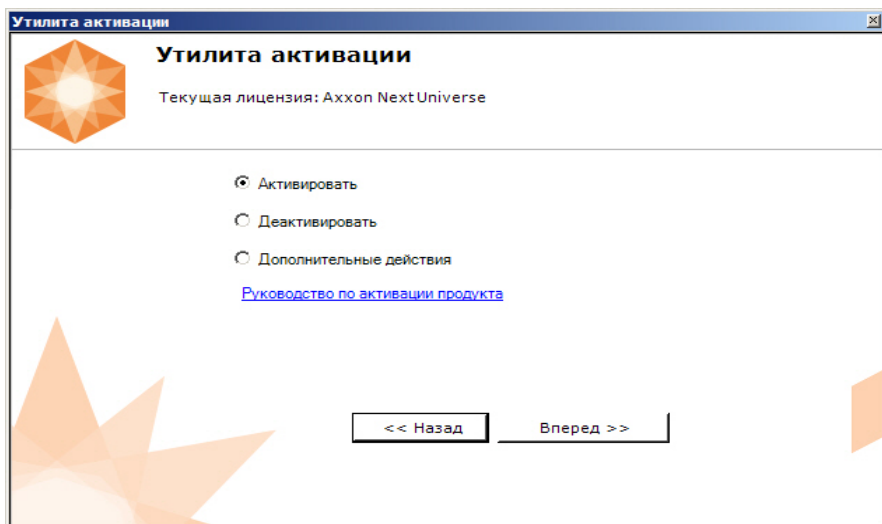 Утилита активации
Утилита активации
Текущая лицензия: Axxon Next Universe
Активировать
Деактивировать
Дополнительные действия
Руководство по активации продукта
<< Назад
Вперед >>